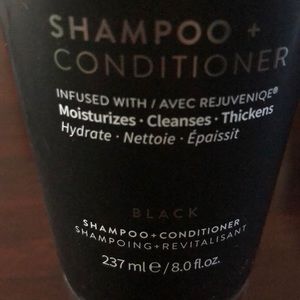 SHAMPOO +
CONDITIONER
INFUSED WITH / AVEC REJUVENIQE®
Moisturizes · Cleanses · Thickens
Hydrate · Nettoie · Épaissit
BLACK
SHAMPOO+CONDITIONER
SHAMPOING+REVITALISANT
237 ml ℮ / 8.0 fl.oz.